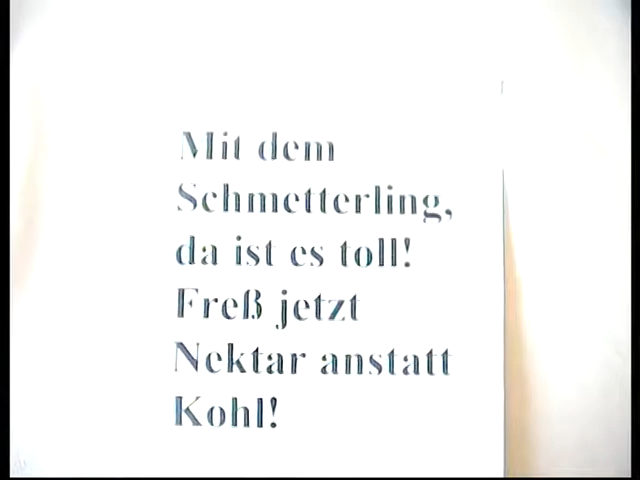 Mit dem
Schmetterling,
da ist es toll!
Freß jetzt
Nektar anstatt
Kohl!